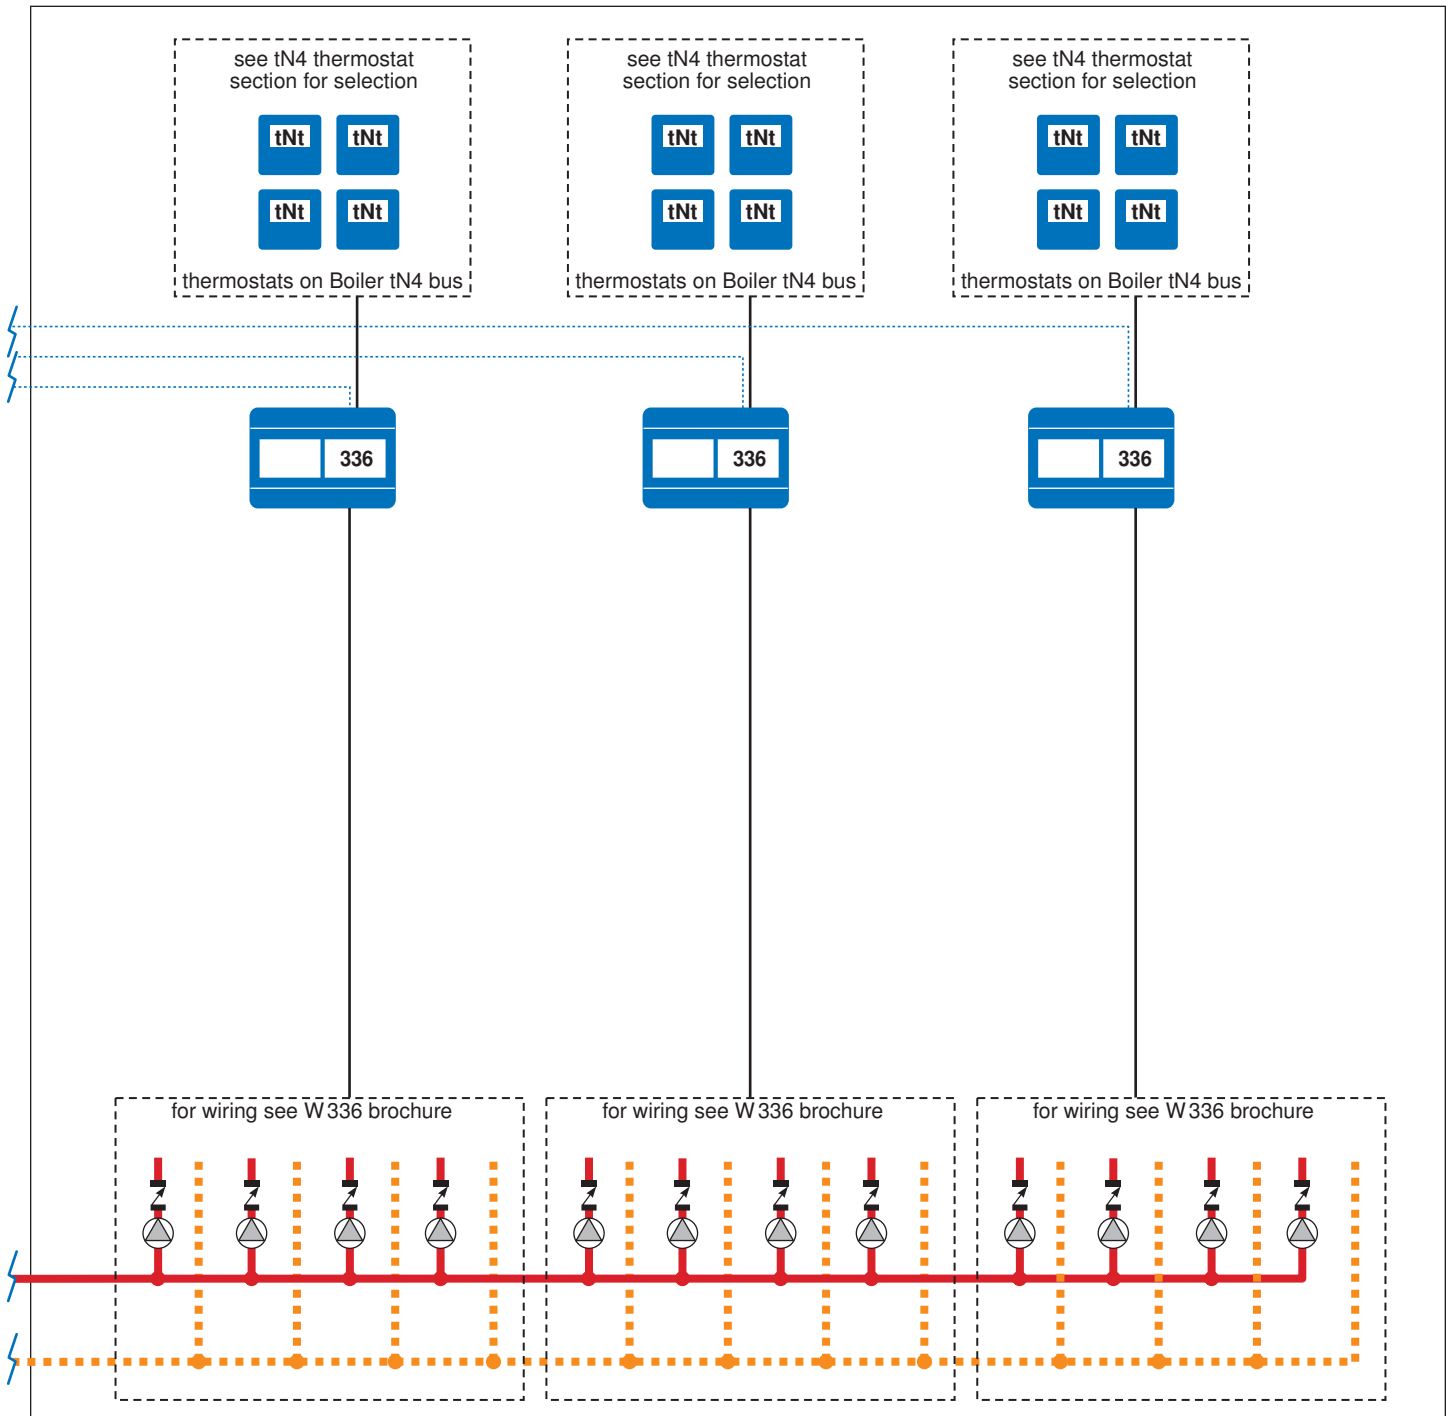 see tN4 thermostat
section for selection
tNt tNt
tNt tNt
thermostats on Boiler tN4 bus
see tN4 thermostat
section for selection
tNt tNt
tNt tNt
thermostats on Boiler tN4 bus
see tN4 thermostat
section for selection
tNt tNt
tNt tNt
thermostats on Boiler tN4 bus
336
336
336
for wiring see W 336 brochure
for wiring see W 336 brochure
for wiring see W 336 brochure